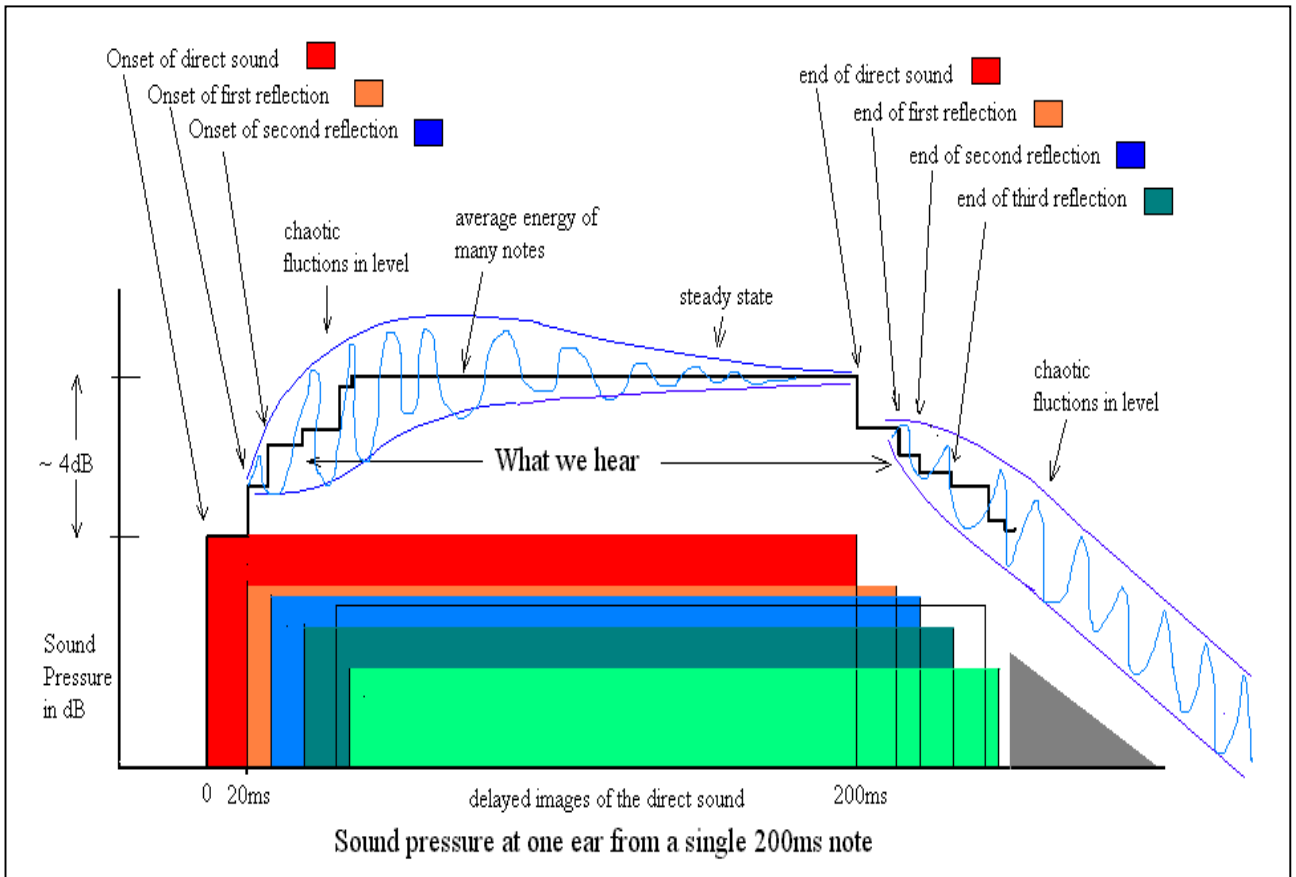 Onset of direct sound
Onset of first reflection
Onset of second reflection
end of direct sound
end of first reflection
end of second reflection
end of third reflection
chaotic
fluctions in level
average energy of
many notes
steady state
chaotic
fluctions in level
~ 4dB
What we hear
Sound
Pressure
in dB
0 20ms
delayed images of the direct sound
200ms
Sound pressure at one ear from a single 200ms note